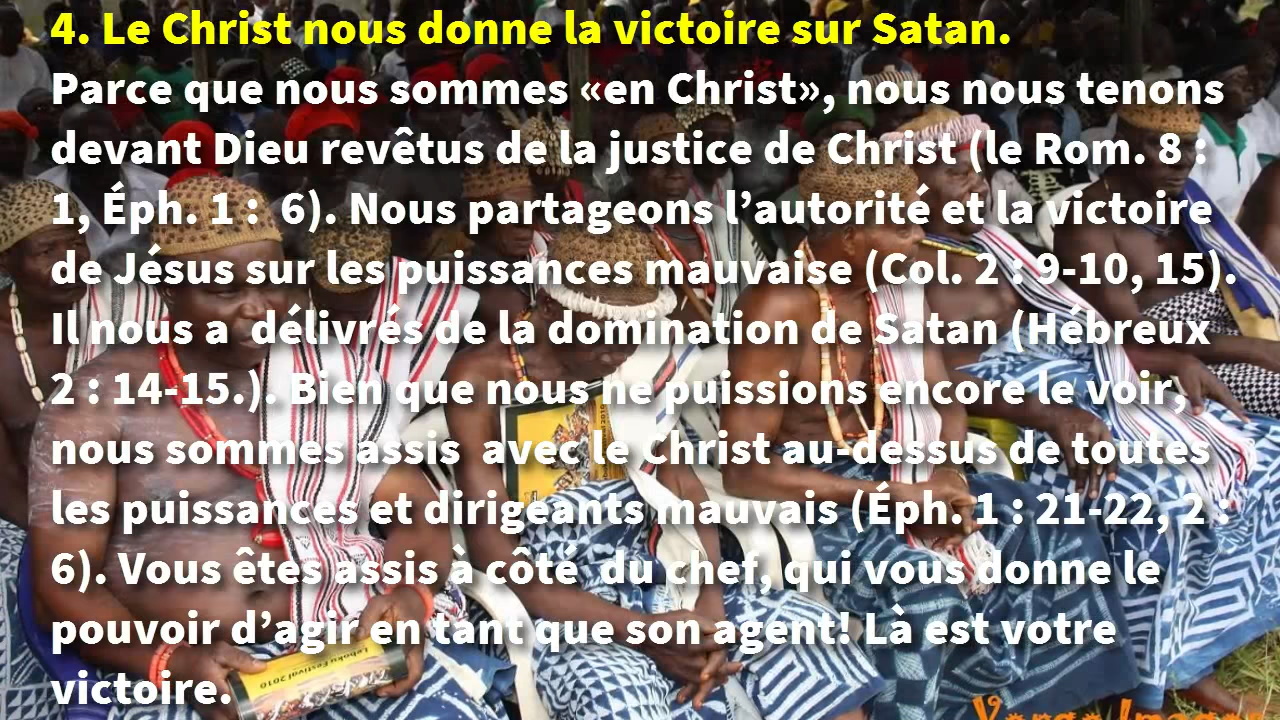 4. Le Christ nous donne la victoire sur Satan.
Parce que nous sommes «en Christ», nous nous tenons
devant Dieu revêtus de la justice de Christ (le Rom. 8 :
1, Éph. 1 :  6). Nous partageons l’autorité et la victoire
de Jésus sur les puissances mauvaise (Col. 2 : 9-10, 15).
Il nous a  délivrés de la domination de Satan (Hébreux
2 : 14-15.). Bien que nous ne puissions encore le voir,
nous sommes assis  avec le Christ au-dessus de toutes
les puissances et dirigeants mauvais (Éph. 1 : 21-22, 2 :
6). Vous êtes assis à côté  du chef, qui vous donne le
pouvoir d’agir en tant que son agent! Là est votre
victoire.
Leboku Festival 2010